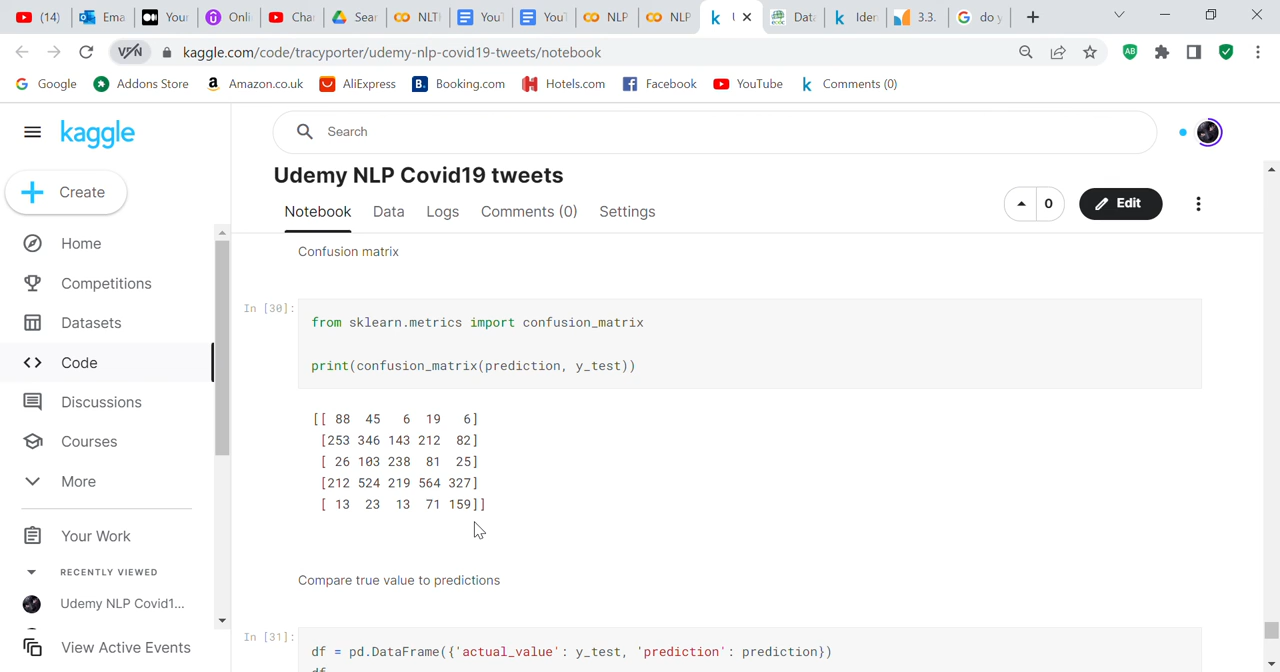 (14)
Ema
Your
Onli
Cha
Sear
NLT
You
You
NLP
NLP
Data
Iden
3.3.
do y
VPN
kaggle.com/code/tracyporter/udemy-nlp-covid19-tweets/notebook
AB
Google
Addons Store
Amazon.co.uk
AliExpress
Booking.com
Hotels.com
Facebook
YouTube
Comments (0)
kaggle
Search
Udemy NLP Covid19 tweets
Create
Notebook
Data
Logs
Comments (0)
Settings
0
Edit
Home
Competitions
Datasets
Code
Discussions
Courses
More
Your Work
RECENTLY VIEWED
Udemy NLP Covid1...
View Active Events
Confusion matrix
In [30]:
from sklearn.metrics import confusion_matrix
print(confusion_matrix(prediction, y_test))
[[ 88 45 6 19 6]
[253 346 143 212 82]
[ 26 103 238 81 25]
[212 524 219 564 327]
[ 13 23 13 71 159]]
Compare true value to predictions
In [31]:
df = pd.DataFrame({'actual_value': y_test, 'prediction': prediction})
df